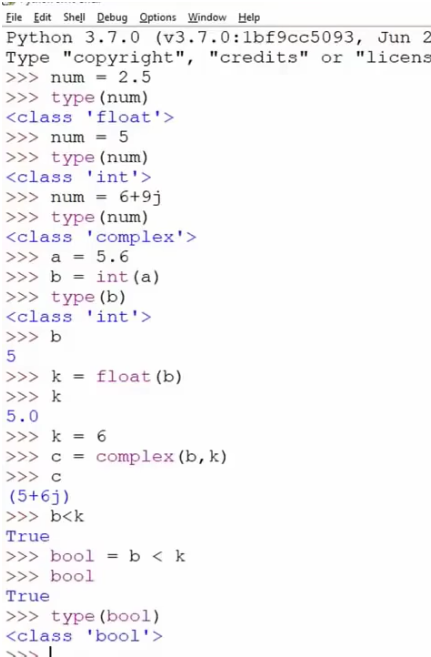 File Edit Shell Debug Options Window Help
Python 3.7.0 (v3.7.0:1bf9cc5093, Jun 2
Type "copyright", "credits" or "licens
>>> num = 2.5
>>> type(num)
<class 'float'>
>>> num = 5
>>> type(num)
<class 'int'>
>>> num = 6+9j
>>> type(num)
<class 'complex'>
>>> a = 5.6
>>> b = int(a)
>>> type(b)
<class 'int'>
>>> b
5
>>> k = float(b)
>>> k
5.0
>>> k = 6
>>> c = complex(b,k)
>>> c
(5+6j)
>>> b<k
True
>>> bool = b < k
>>> bool
True
>>> type(bool)
<class 'bool'>
>>>